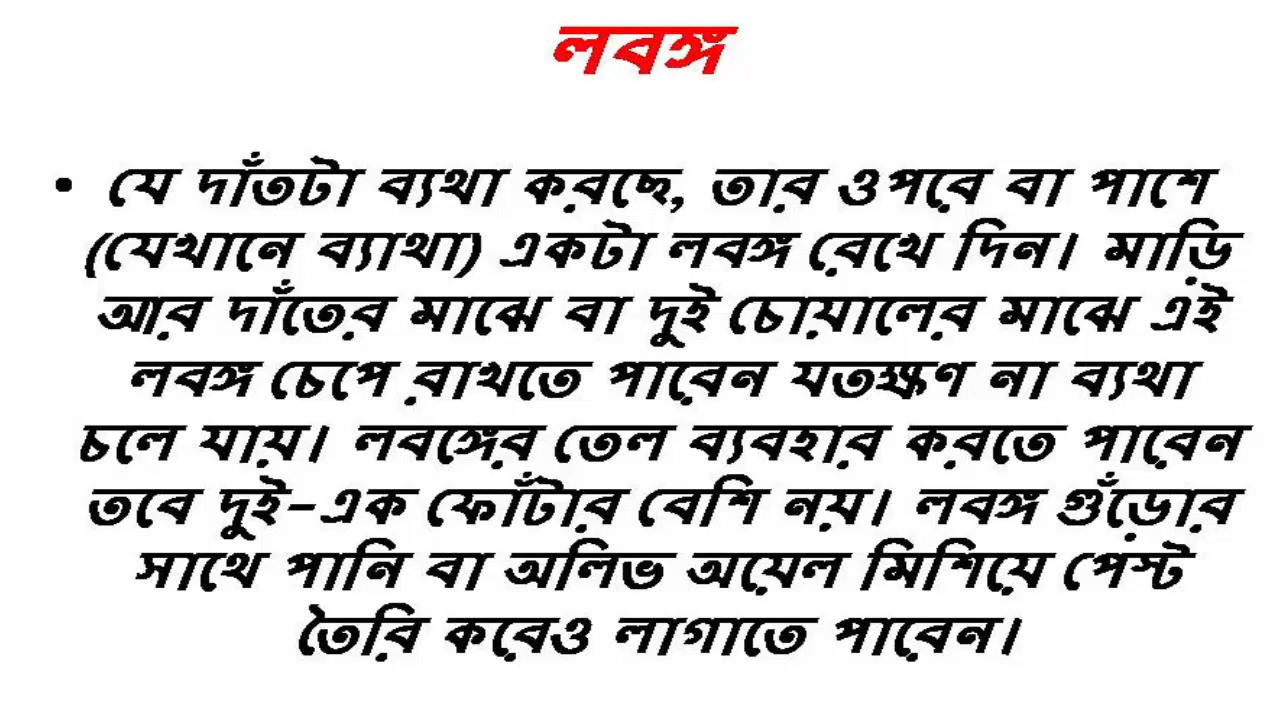 লবঙ্গ
• যে দাঁতটা ব্যথা করছে, তার ওপরে বা পাশে
(যেখানে ব্যাথা) একটা লবঙ্গ রেখে দিন। মাড়ি
আর দাঁতের মাঝে বা দুই চোয়ালের মাঝে এই
লবঙ্গ চেপে রাখতে পারেন যতক্ষণ না ব্যথা
চলে যায়। লবঙ্গের তেল ব্যবহার করতে পারেন
তবে দুই-এক ফোঁটার বেশি নয়। লবঙ্গ গুঁড়োর
সাথে পানি বা অলিভ অয়েল মিশিয়ে পেস্ট
তৈরি করেও লাগাতে পারেন।